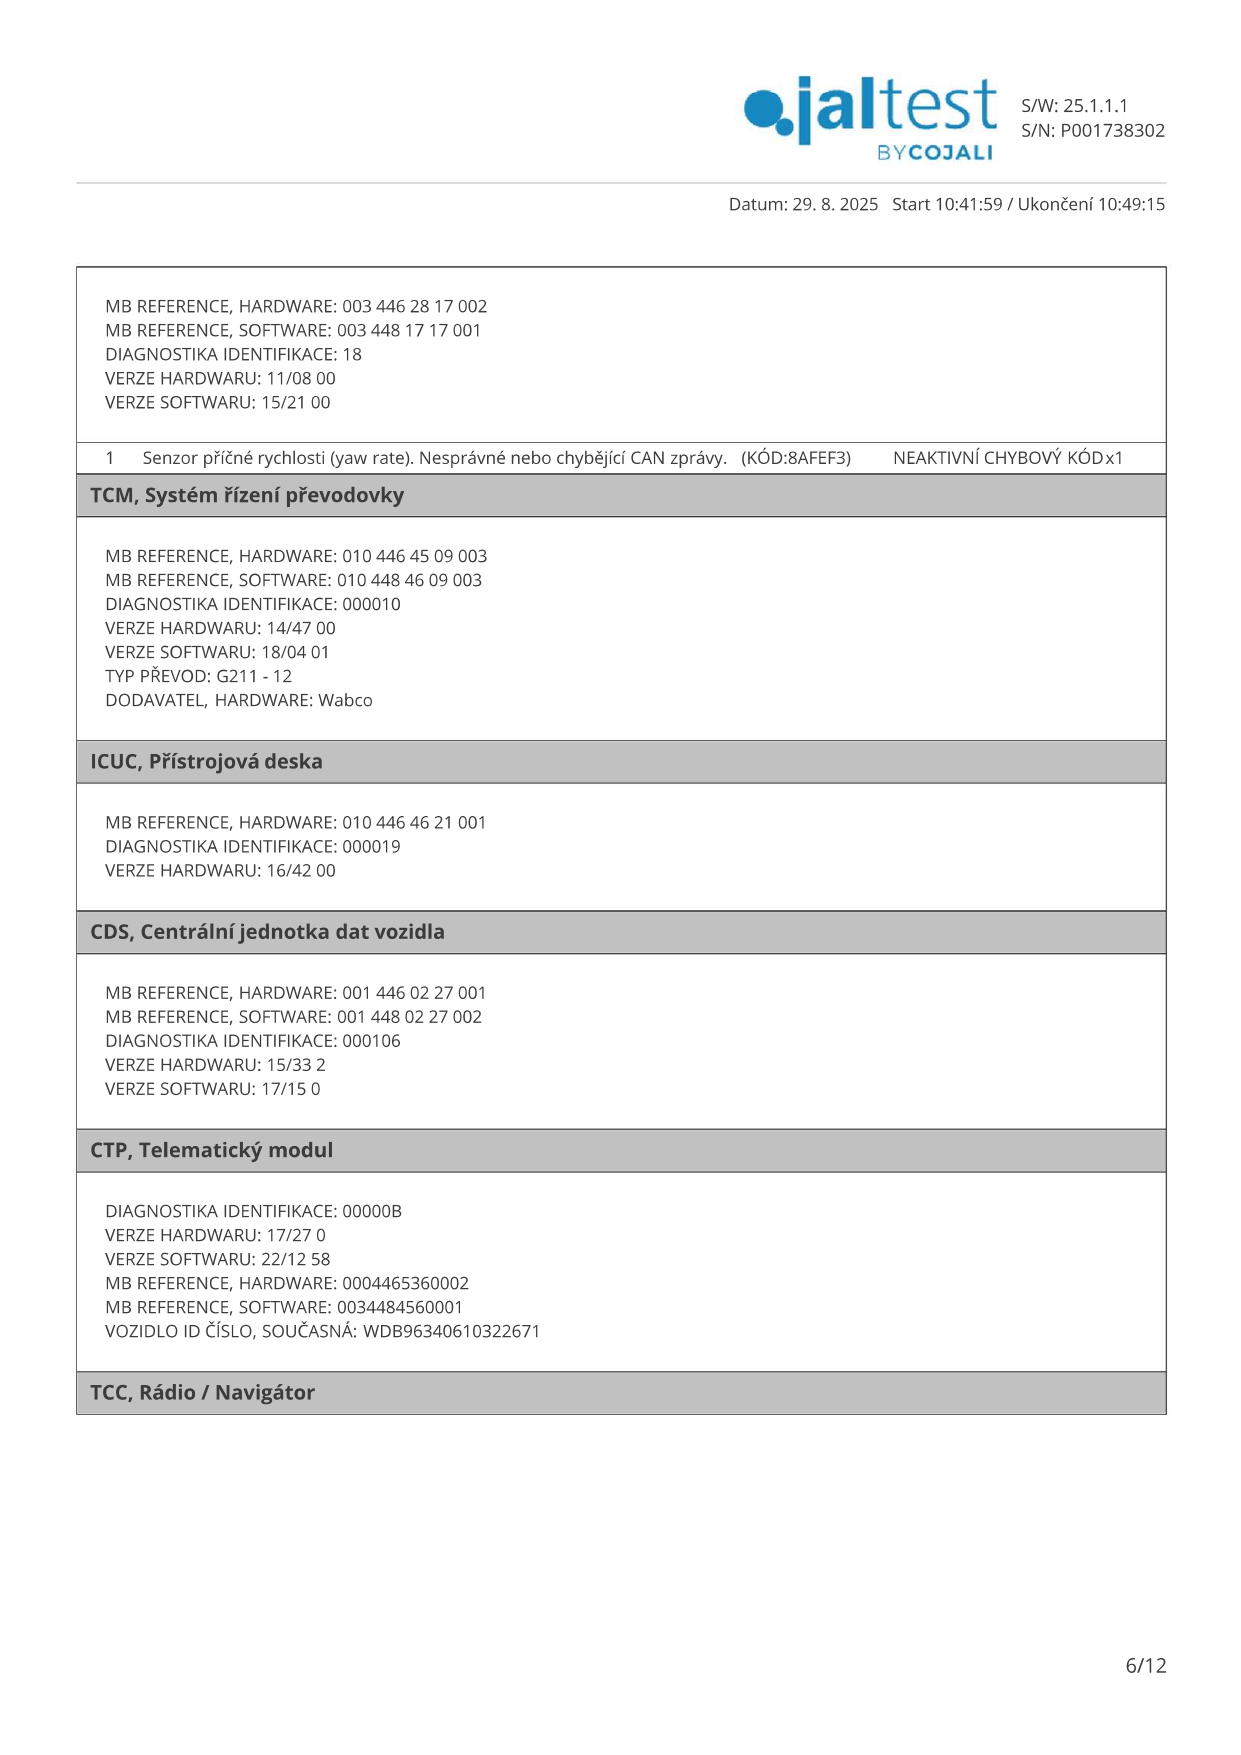 jaltest
BYCOJALI
S/W: 25.1.1.1
S/N: P001738302
Datum: 29. 8. 2025 Start 10:41:59 / Ukončení 10:49:15
MB REFERENCE, HARDWARE: 003 446 28 17 002
MB REFERENCE, SOFTWARE: 003 448 17 17 001
DIAGNOSTIKA IDENTIFIKACE: 18
VERZE HARDWARU: 11/08 00
VERZE SOFTWARU: 15/21 00
1 Senzor příčné rychlosti (yaw rate). Nesprávné nebo chybějící CAN zprávy. (KÓD:8AFEF3) NEAKTIVNÍ CHYBOVÝ KÓD x1
TCM, Systém řízení převodovky
MB REFERENCE, HARDWARE: 010 446 45 09 003
MB REFERENCE, SOFTWARE: 010 448 46 09 003
DIAGNOSTIKA IDENTIFIKACE: 000010
VERZE HARDWARU: 14/47 00
VERZE SOFTWARU: 18/04 01
TYP PŘEVOD: G211 - 12
DODAVATEL, HARDWARE: Wabco
ICUC, Přístrojová deska
MB REFERENCE, HARDWARE: 010 446 46 21 001
DIAGNOSTIKA IDENTIFIKACE: 000019
VERZE HARDWARU: 16/42 00
CDS, Centrální jednotka dat vozidla
MB REFERENCE, HARDWARE: 001 446 02 27 001
MB REFERENCE, SOFTWARE: 001 448 02 27 002
DIAGNOSTIKA IDENTIFIKACE: 000106
VERZE HARDWARU: 15/33 2
VERZE SOFTWARU: 17/15 0
CTP, Telematický modul
DIAGNOSTIKA IDENTIFIKACE: 00000B
VERZE HARDWARU: 17/27 0
VERZE SOFTWARU: 22/12 58
MB REFERENCE, HARDWARE: 0004465360002
MB REFERENCE, SOFTWARE: 0034484560001
VOZIDLO ID ČÍSLO, SOUČASNÁ: WDB96340610322671
TCC, Rádio / Navigátor
6/12